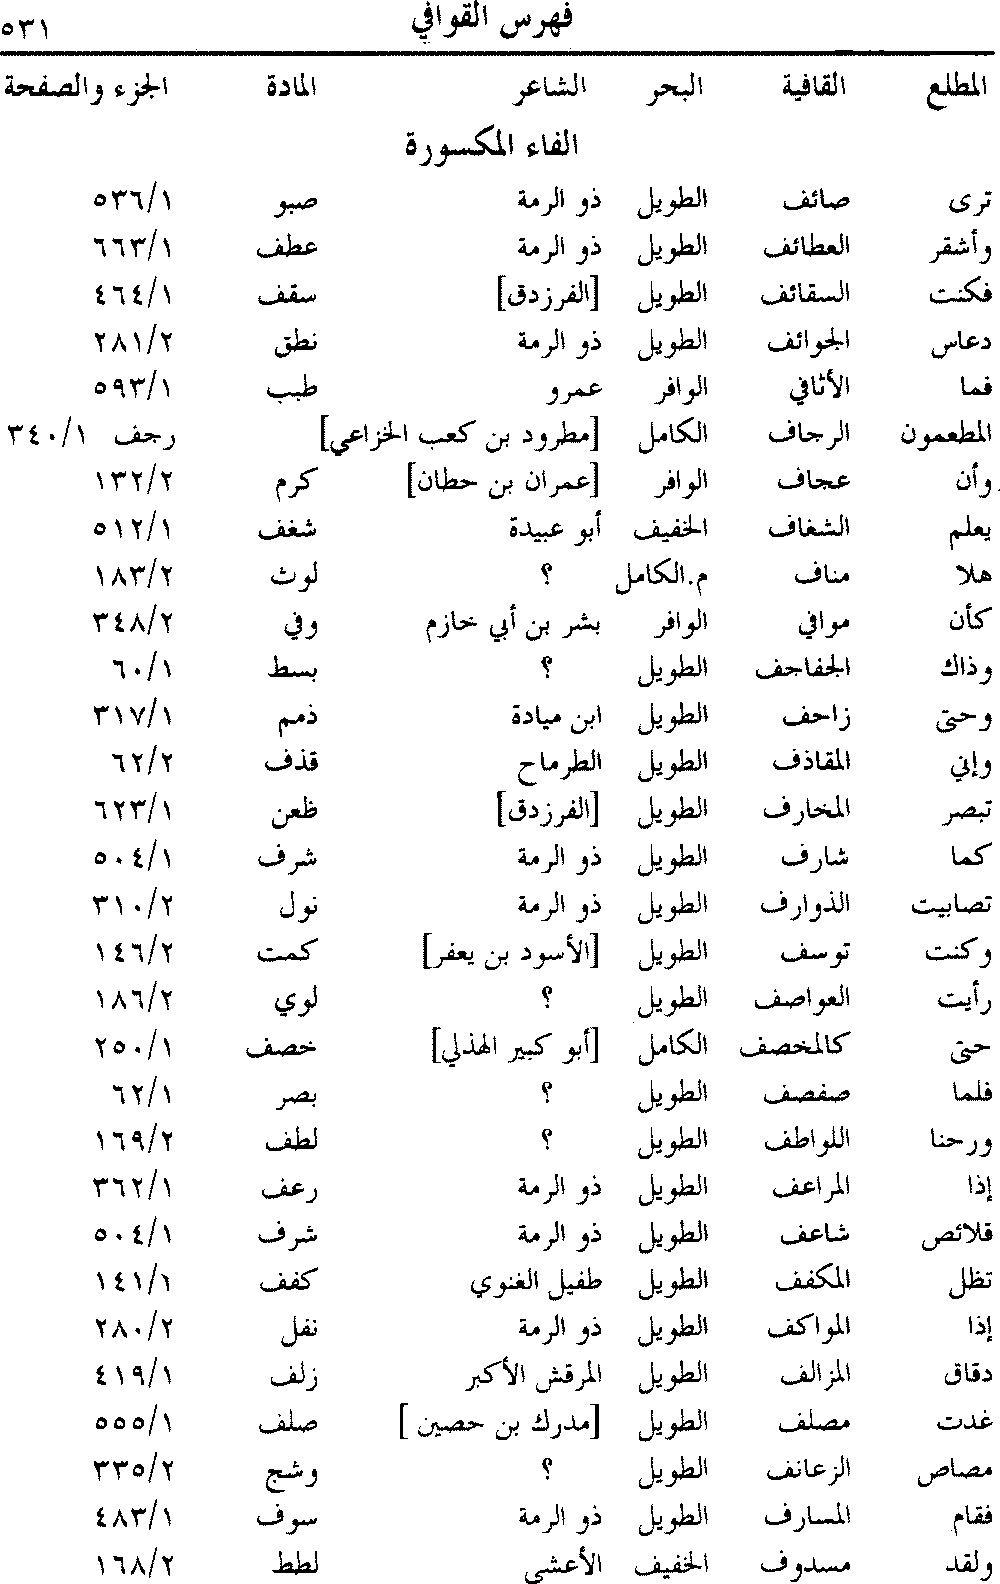 فهرس القوافي ٥٣١
المطلع القافية البحر الشاعر المادة الجزء والصفحة
الفاء المكسورة
ترى صائف الطويل ذو الرمة صبو ٥٣٦/١
وأشقر العطائف الطويل ذو الرمة عطف ٦٦٣/١
فكنت السقائف الطويل [الفرزدق] سقف ٤٦٤/١
دعاس الجوائف الطويل ذو الرمة نطق ٢٨١/٢
فما الأثافي الوافر عمرو طبب ٥٩٣/١
المطعمون الرجاف الكامل [مطرود بن كعب الخزاعي] رجف ٣٤٠/١
وأن عجاف الوافر [عمران بن حطان] كرم ١٣٢/٢
يعلم الشغاف الخفيف أبو عبيدة شغف ٥١٢/١
هلا مناف م.الكامل ؟ لوث ١٨٣/٢
كأن موافي الوافر بشر بن أبي خازم وفي ٣٤٨/٢
وذاك الجفاجف الطويل ؟ بسط ٦٠/١
وحتى زاحف الطويل ابن ميادة ذمم ٣١٧/١
وإني المقاذف الطويل الطرماح قذف ٦٢/٢
تبصر المخارف الطويل [الفرزدق] ظعن ٦٢٣/١
كما شارف الطويل ذو الرمة شرف ٥٠٤/١
تصابيت الذوارف الطويل ذو الرمة نول ٣١٠/٢
وكنت توسف الطويل [الأسود بن يعفر] كمت ١٤٦/٢
رأيت العواصف الطويل ؟ لوي ١٨٦/٢
حتى كالمخصف الكامل [أبو كبير الهذلي] خصف ٢٥٠/١
فلما صفصف الطويل ؟ بصر ٦٢/١
ورحنا اللواطف الطويل ؟ لطف ١٦٩/٢
إذا المراعف الطويل ذو الرمة رعف ٣٦٢/١
قلائص شاعف الطويل ذو الرمة شرف ٥٠٤/١
تظل المكفف الطويل طفيل الغنوي كفف ١٤١/١
إذا المواكف الطويل ذو الرمة نفل ٢٨٠/٢
دقاق المزالف الطويل المرقش الأكبر زلف ٤١٩/١
غدت مصلف الطويل [مدرك بن حصين ] صلف ٥٥٥/١
مصاص الزعانف الطويل ؟ وشج ٣٣٥/٢
فقام المسارف الطويل ذو الرمة سوف ٤٨٣/١
ولقد مسدوف الخفيف الأعشى لطط ١٦٨/٢